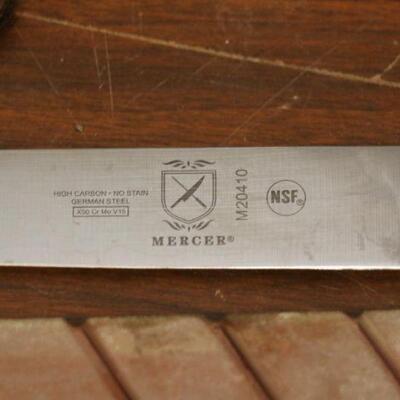 HIGH CARBON - NO STAIN
GERMAN STEEL
X50 Cr Mo V15
MERCER®
M20410
NSF®